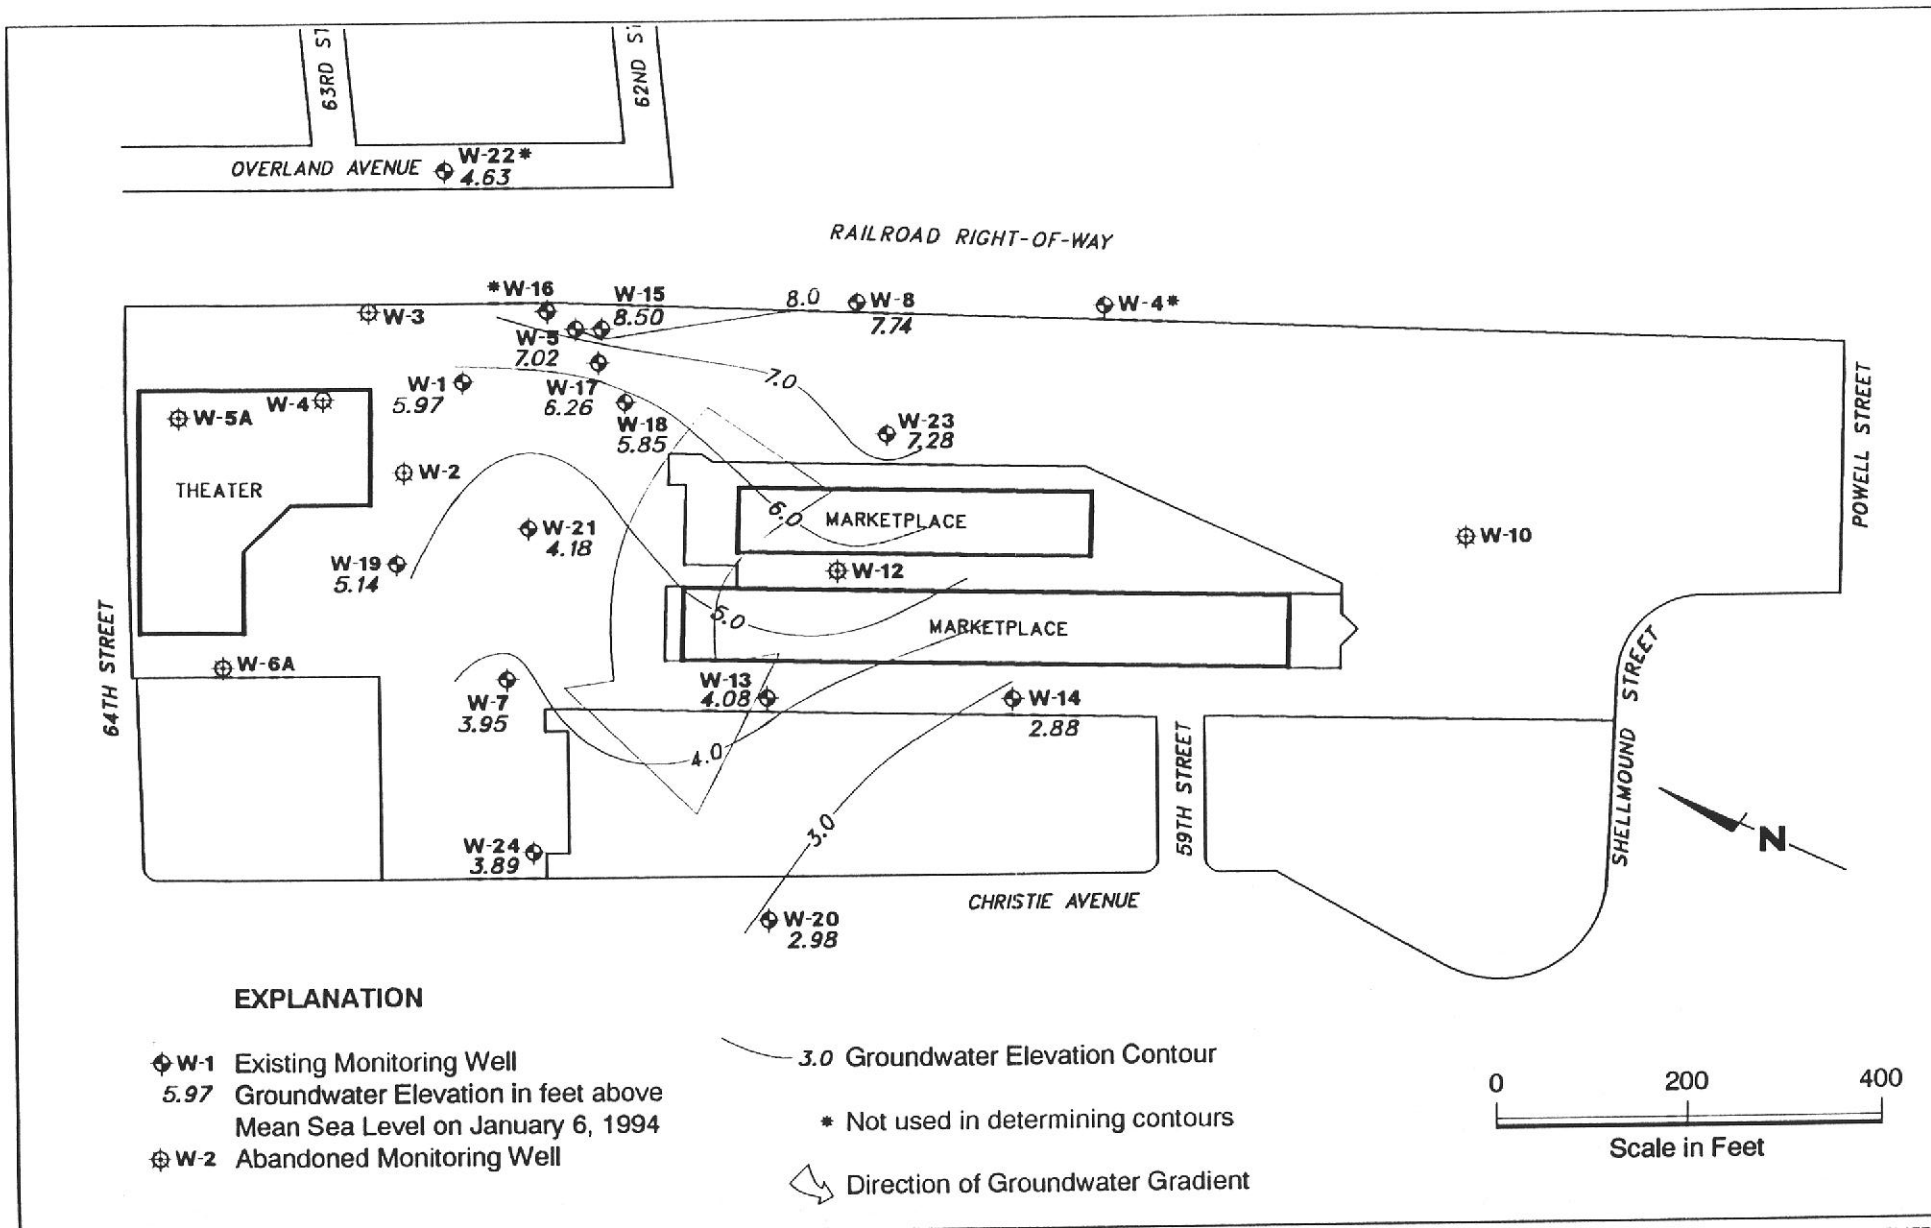 63RD ST
62ND ST
OVERLAND AVENUE
W-22*
4.63
RAILROAD RIGHT-OF-WAY
*W-16
W-15
8.50
8.0
W-8
7.74
W-4*
W-3
W-5
7.02
W-1
5.97
W-17
6.26
W-18
5.85
7.0
W-23
7.28
W-4
W-5A
THEATER
W-2
W-21
4.18
W-19
5.14
6.0
MARKETPLACE
W-12
W-10
POWELL STREET
5.0
MARKETPLACE
64TH STREET
W-6A
W-7
3.95
W-13
4.08
W-14
2.88
4.0
59TH STREET
SHELLMOUND STREET
3.0
W-24
3.89
W-20
2.98
CHRISTIE AVENUE
N
EXPLANATION
W-1 Existing Monitoring Well
5.97 Groundwater Elevation in feet above
Mean Sea Level on January 6, 1994
W-2 Abandoned Monitoring Well
3.0 Groundwater Elevation Contour
* Not used in determining contours
Direction of Groundwater Gradient
0 200 400
Scale in Feet